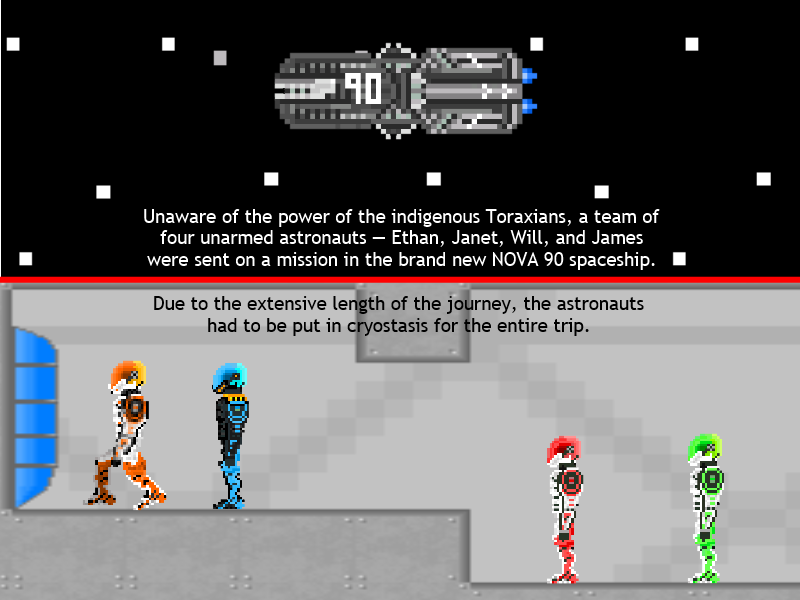 90
Unaware of the power of the indigenous Toraxians, a team of
four unarmed astronauts — Ethan, Janet, Will, and James
were sent on a mission in the brand new NOVA 90 spaceship.
Due to the extensive length of the journey, the astronauts
had to be put in cryostasis for the entire trip.